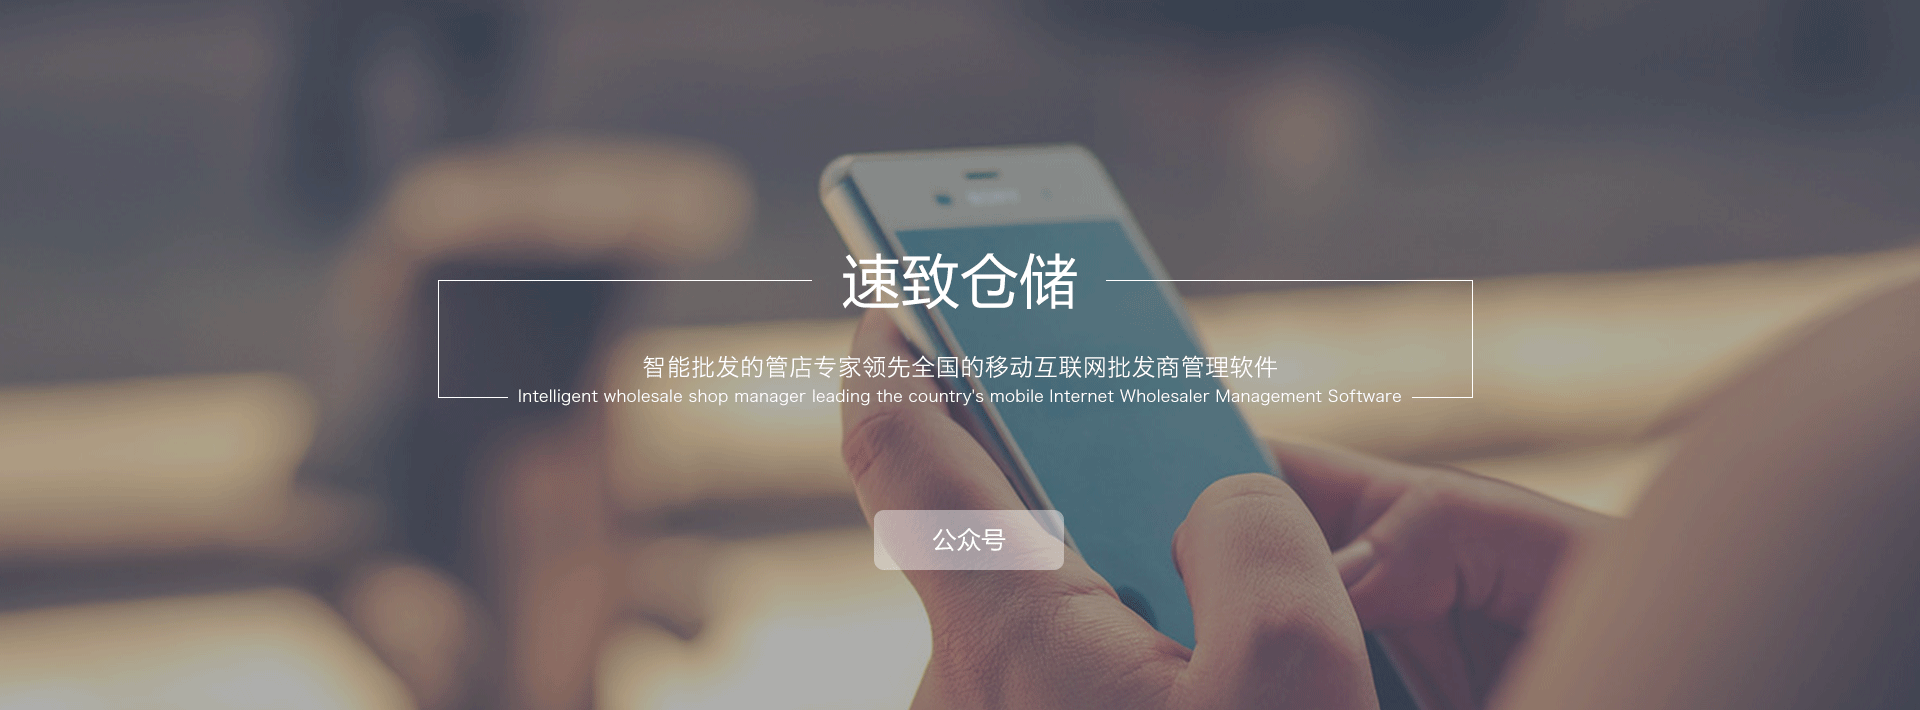 速致仓储
智能批发的管店专家领先全国的移动互联网批发商管理软件
Intelligent wholesale shop manager leading the country's mobile Internet Wholesaler Management Software
公众号